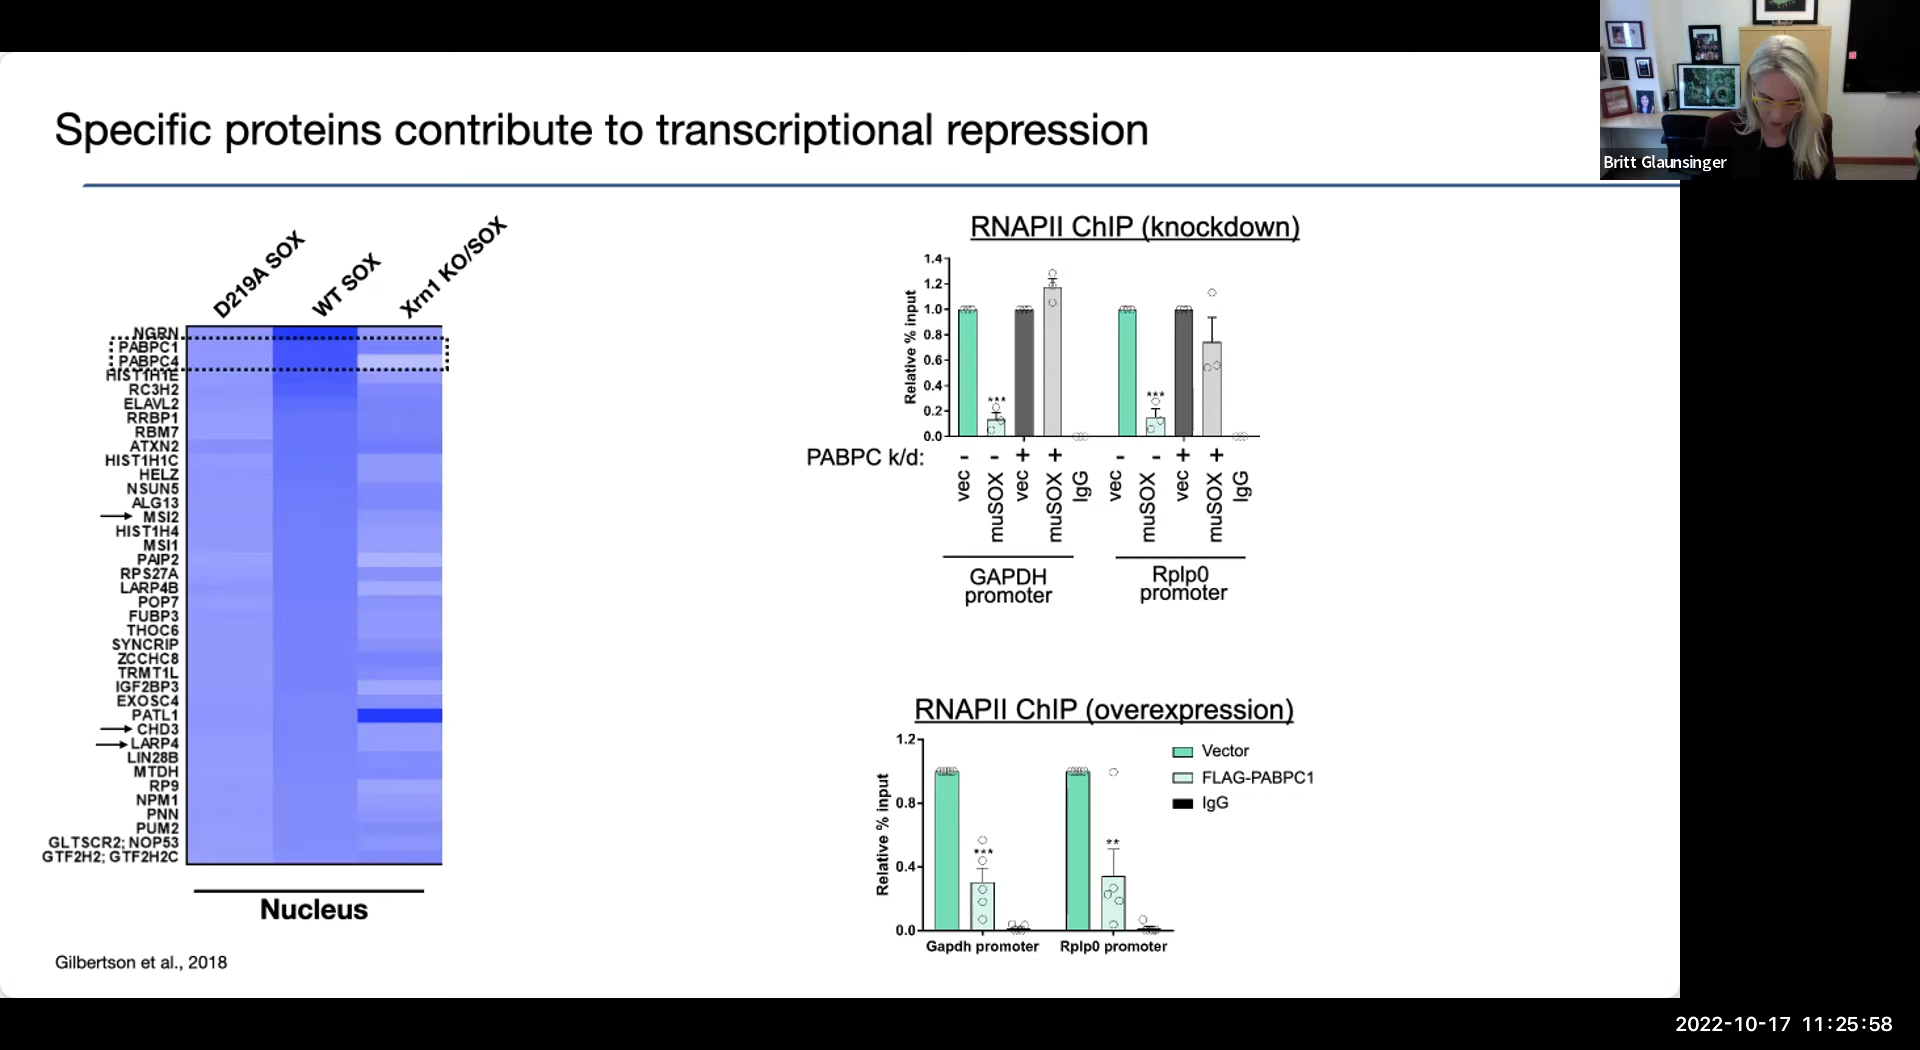 Britt Glaunsinger
Specific proteins contribute to transcriptional repression
D219A SOX
WT SOX
Xrn1 KO/SOX
NGRN
PABPC1
PABPC4
HIST1H1E
RC3H2
ELAVL2
RRBP1
RBM7
ATXN2
HIST1H1C
HELZ
NSUN5
ALG13
MSI2
HIST1H4
MSI1
PAIP2
RPS27A
LARP4B
POP7
FUBP3
THOC6
SYNCRIP
ZCCHC8
TRMT1L
IGF2BP3
EXOSC4
PATL1
CHD3
LARP4
LIN28B
MTDH
RP9
NPM1
PNN
PUM2
GLTSCR2; NOP53
GTF2H2; GTF2H2C
Nucleus
Gilbertson et al., 2018
RNAPII ChIP (knockdown)
Relative % input
1.4
1.2
1.0
0.8
0.6
0.4
0.2
0.0
***
***
PABPC k/d: - - + + - - + +
vec muSOX vec muSOX IgG vec muSOX vec muSOX IgG
GAPDH
promoter
Rplp0
promoter
RNAPII ChIP (overexpression)
Relative % input
1.2
0.8
0.4
0.0
***
**
Vector
FLAG-PABPC1
IgG
Gapdh promoter Rplp0 promoter
2022-10-17 11:25:58